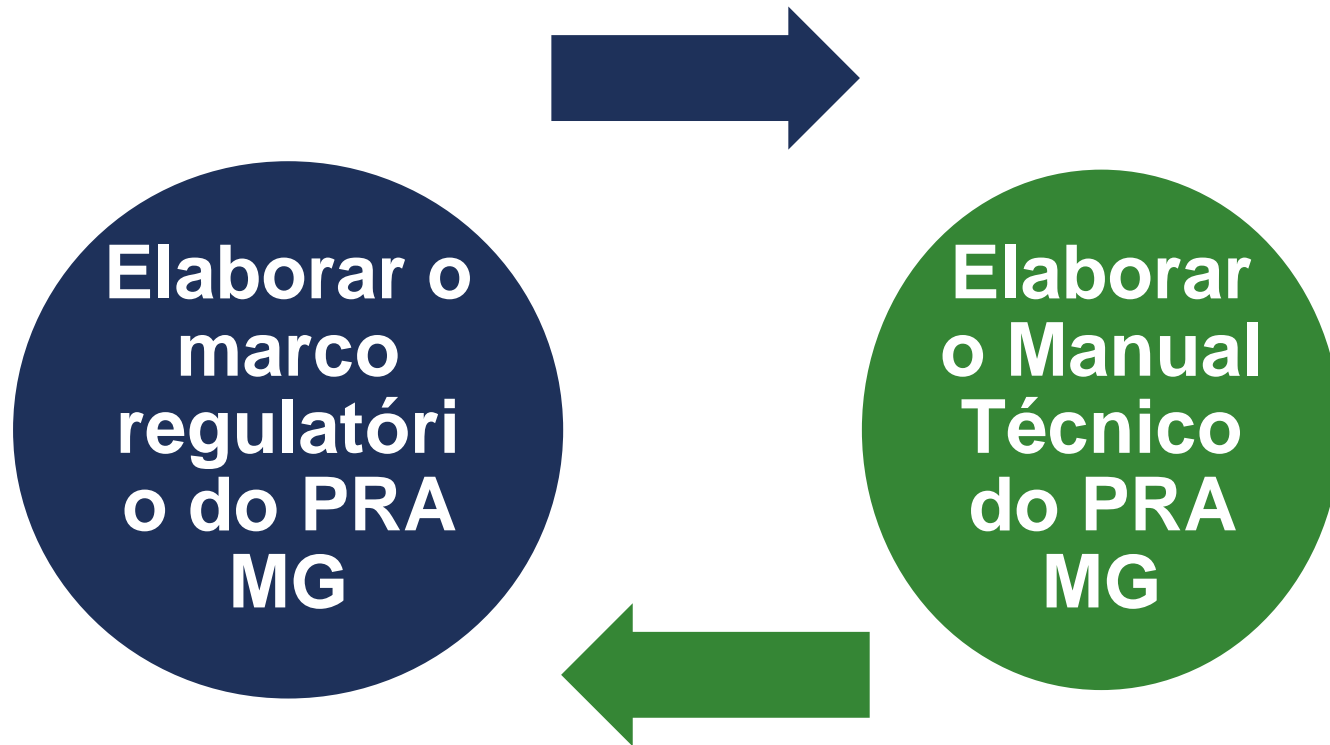 Elaborar o
marco
regulatóri
o do PRA
MG
Elaborar
o Manual
Técnico
do PRA
MG